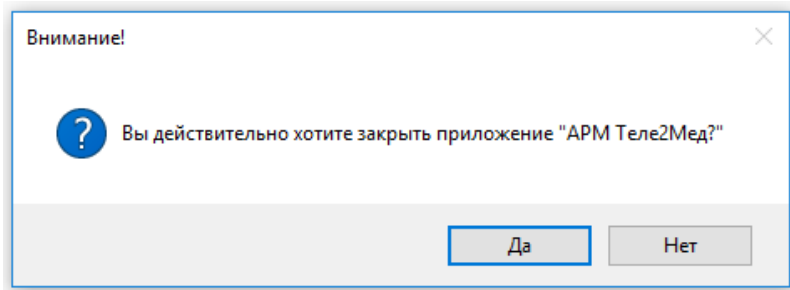 Внимание!
Вы действительно хотите закрыть приложение "АРМ Теле2Мед?"
Да
Нет